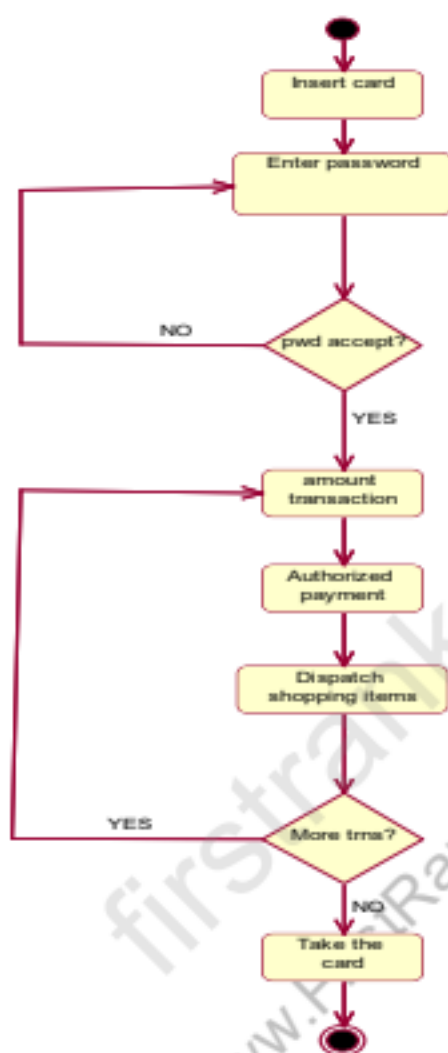 Insert card
Enter password
NO
pwd accept?
YES
amount
transaction
Authorized
payment
Dispatch
shopping items
YES
More trns?
NO
Take the
card
firstrank